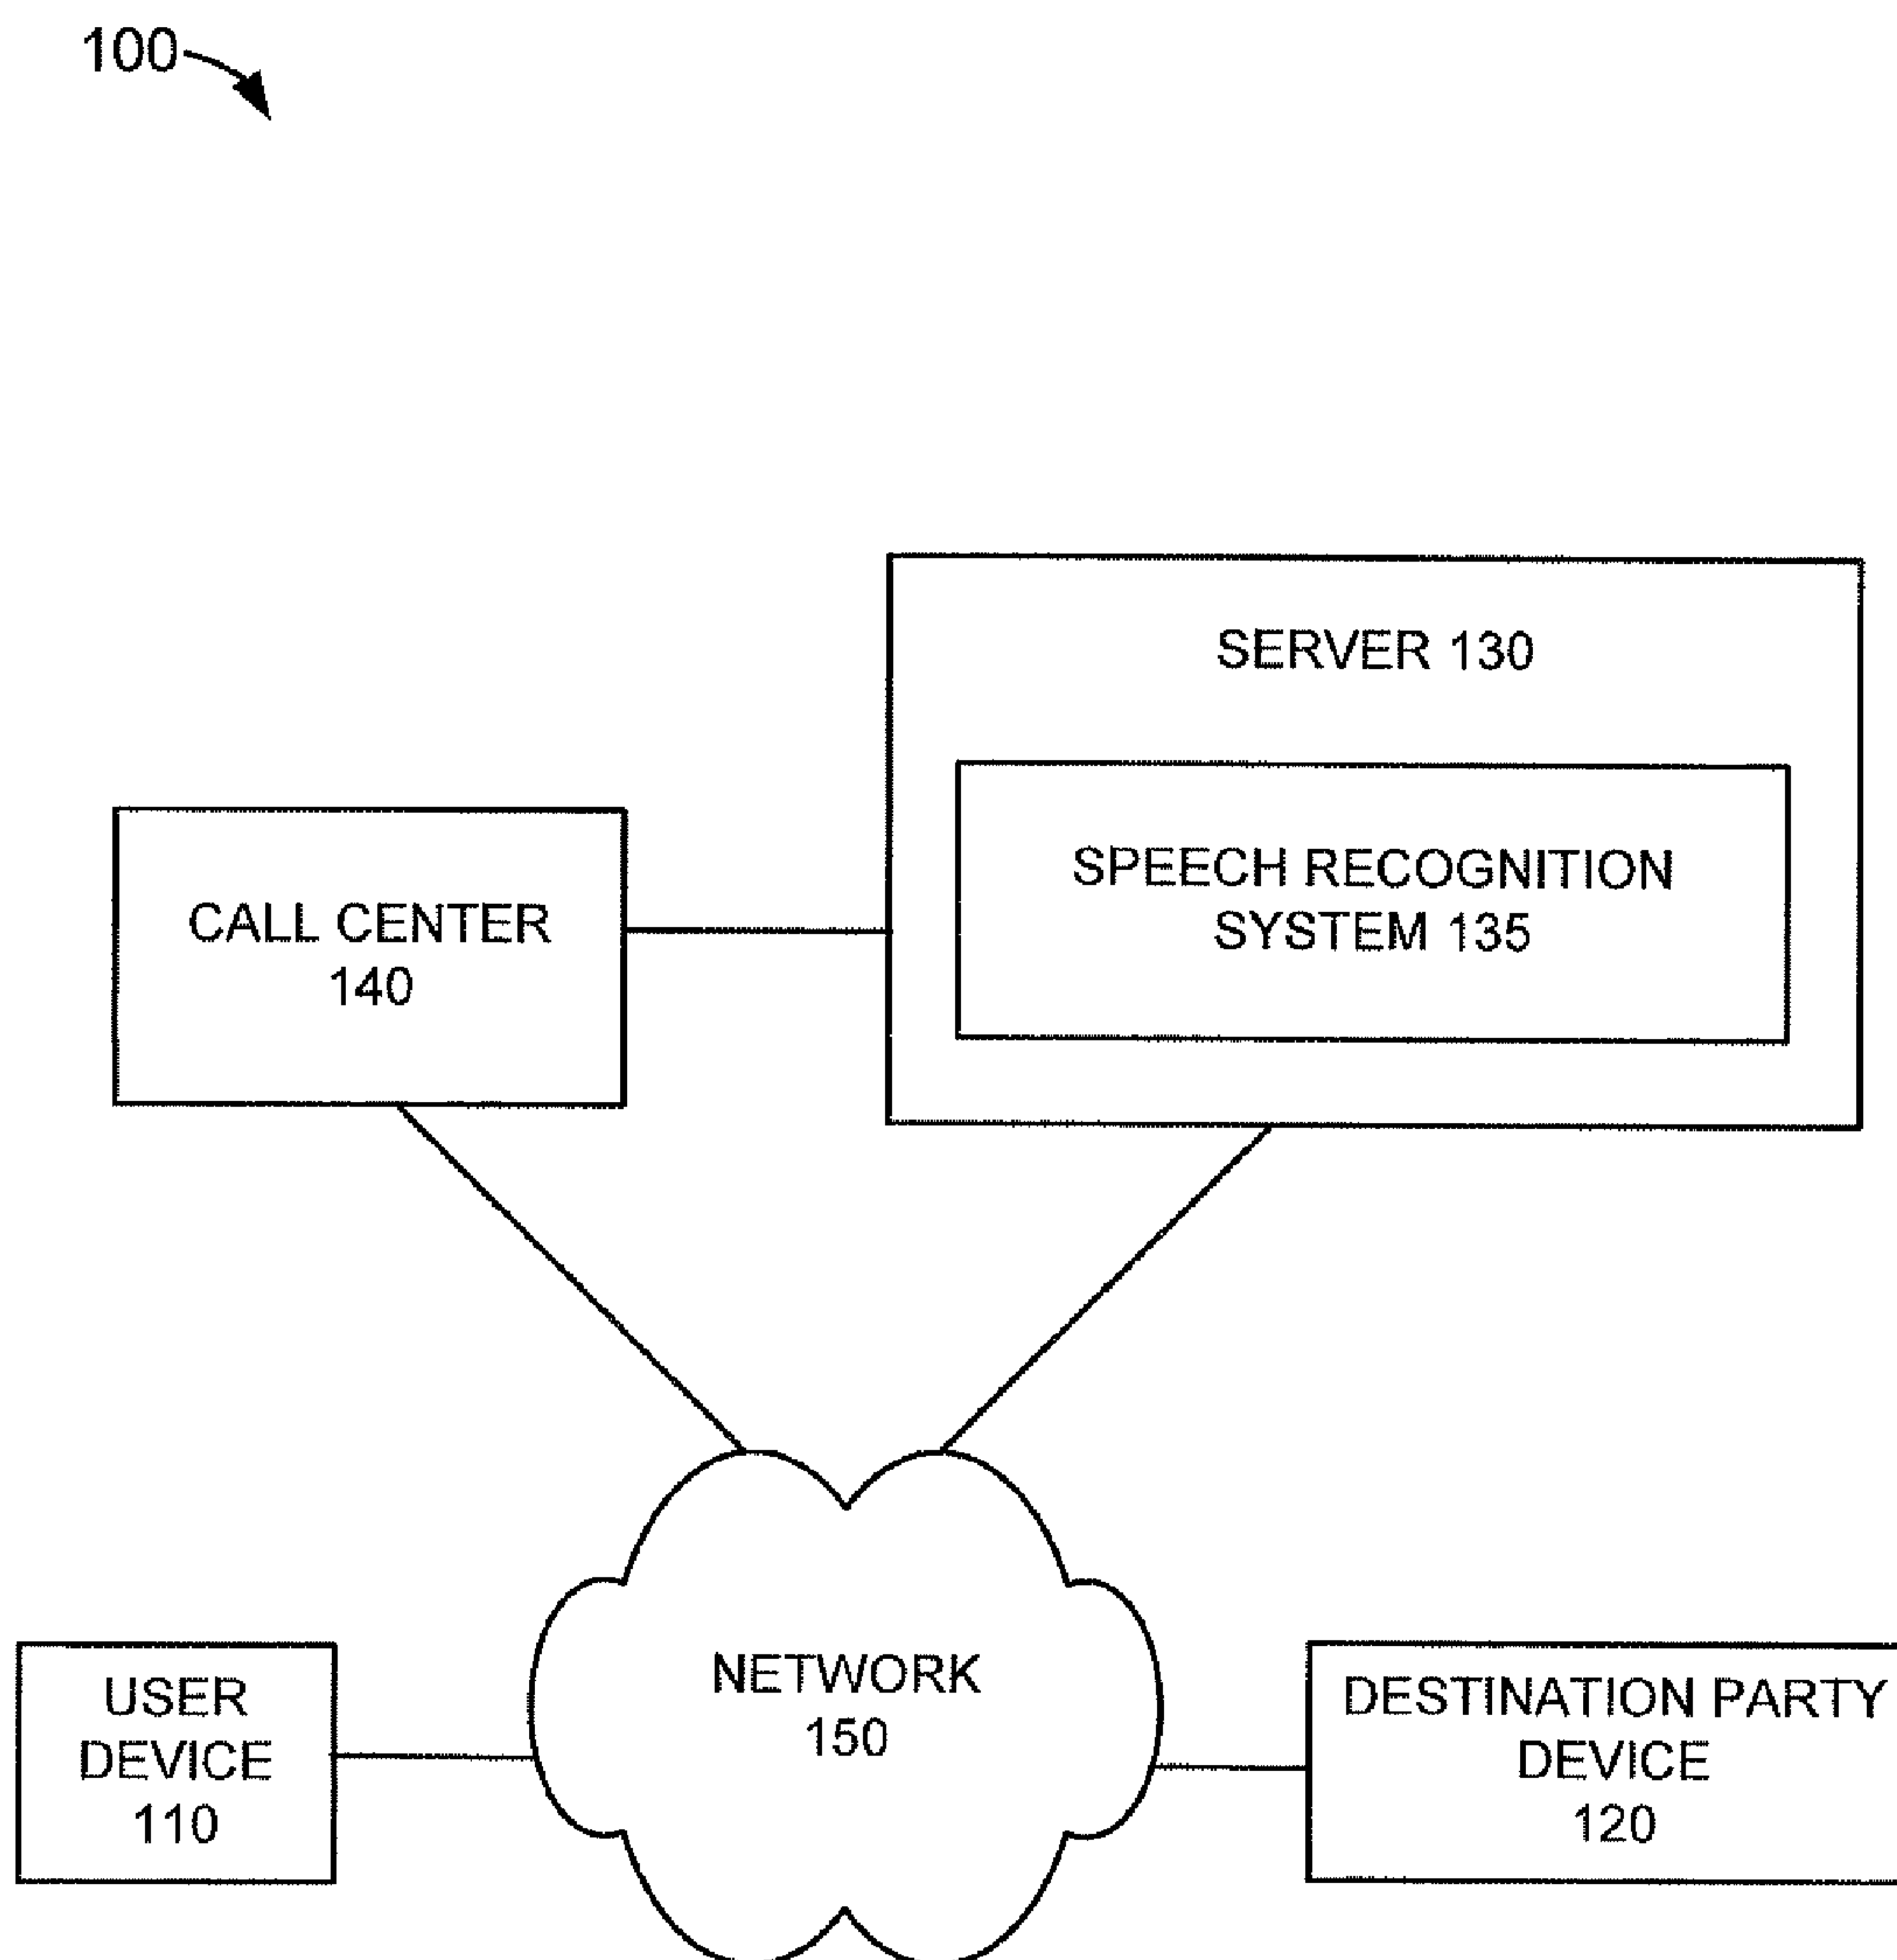 100
SERVER 130
SPEECH RECOGNITION
SYSTEM 135
CALL CENTER
140
NETWORK
150
USER
DEVICE
110
DESTINATION PARTY
DEVICE
120